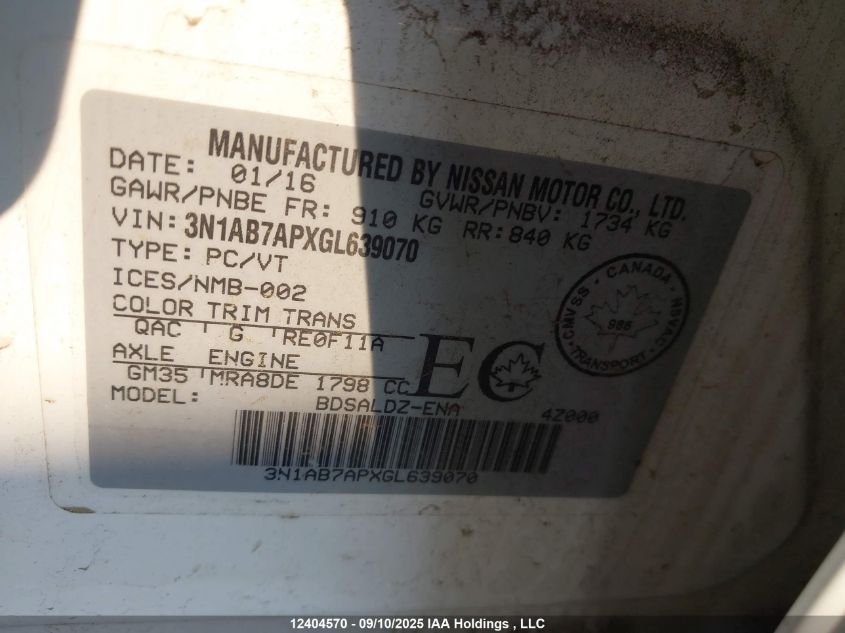 MANUFACTURED BY NISSAN MOTOR CO., LTD.
DATE: 01/16 GVWR/PNBV: 1734 KG
GAWR/PNBE FR: 910 KG RR: 840 KG
VIN: 3N1AB7APXGL639070
TYPE: PC/VT
ICES/NMB-002
COLOR TRIM TRANS
QAC G RE0F11A
AXLE ENGINE
GM35 MRA8DE 1798 CC
EC
MODEL: BDSALDZ-ENA 4Z000
3N1AB7APXGL639070
CANADA
CMVSS
NSVAC
986
TRANSPORT
12404570 - 09/10/2025 IAA Holdings , LLC